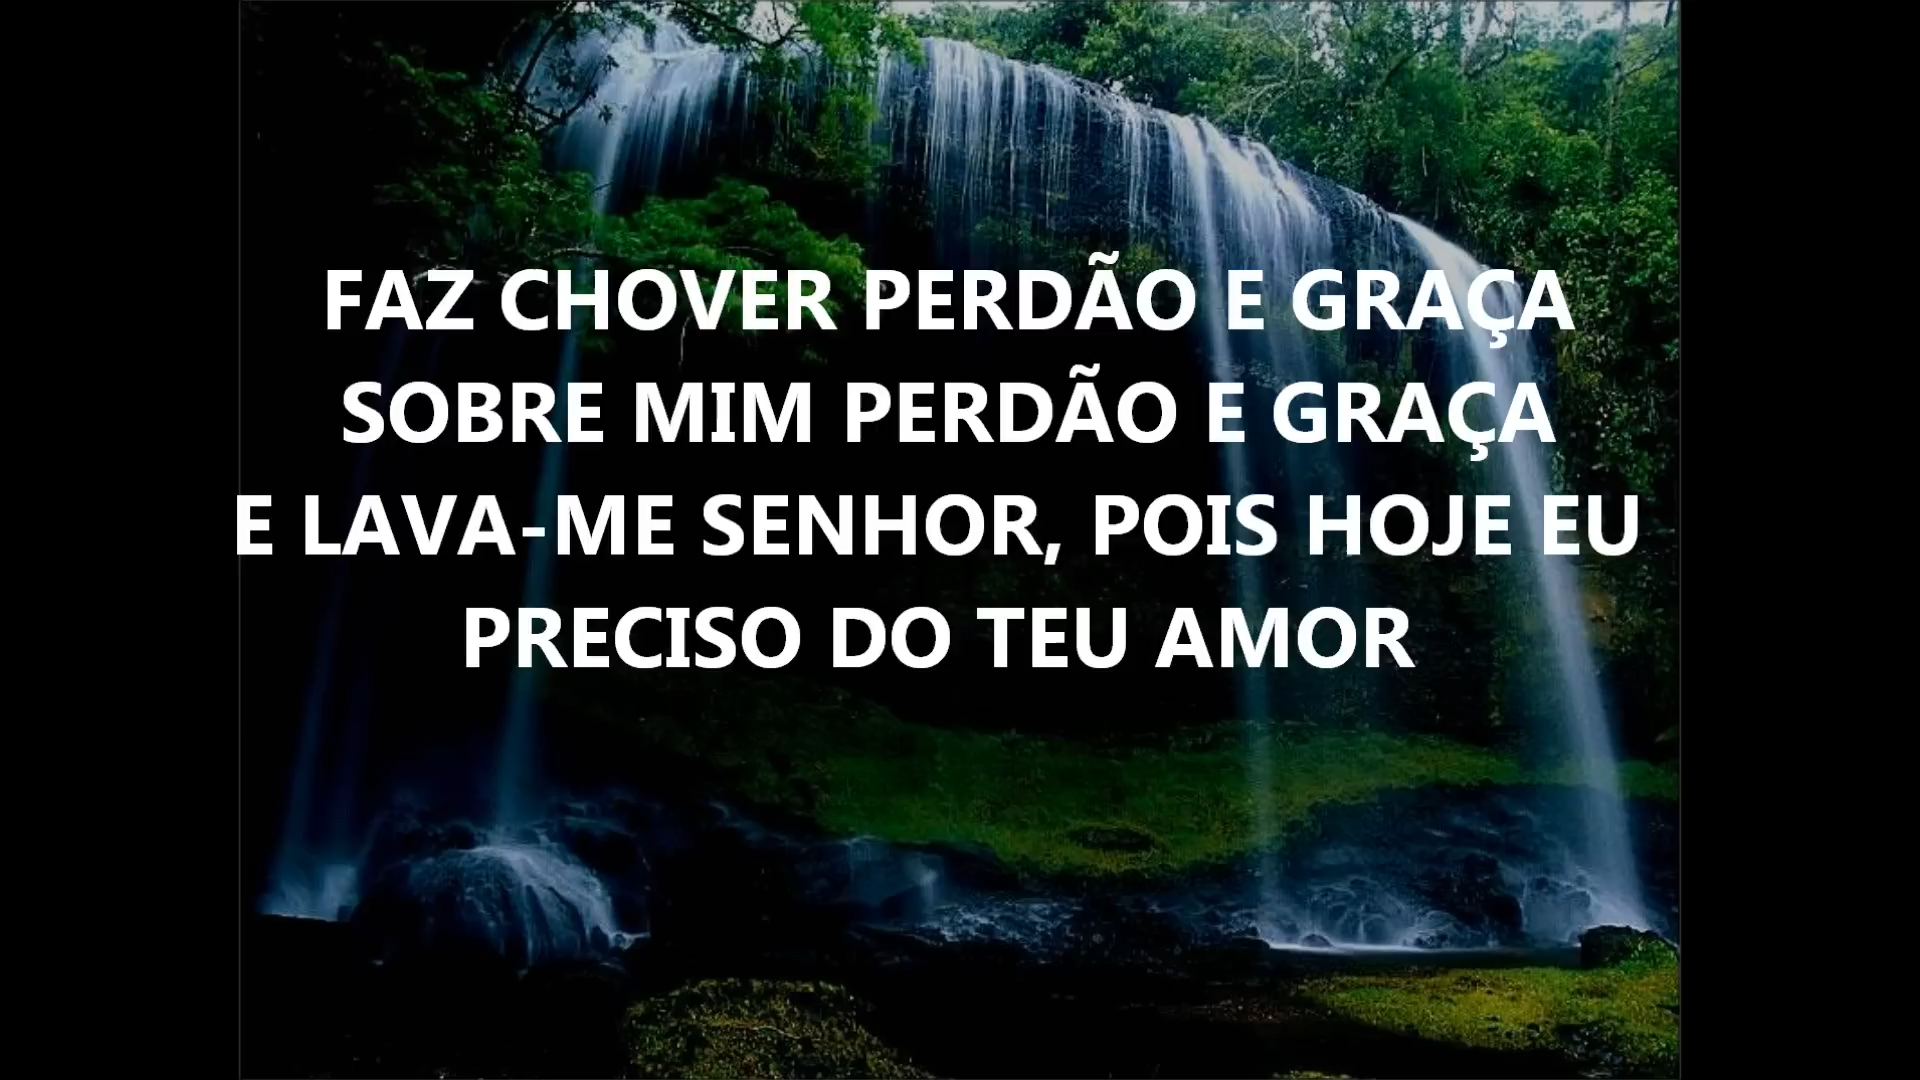 FAZ CHOVER PERDÃO E GRAÇA
SOBRE MIM PERDÃO E GRAÇA
E LAVA-ME SENHOR, POIS HOJE EU
PRECISO DO TEU AMOR